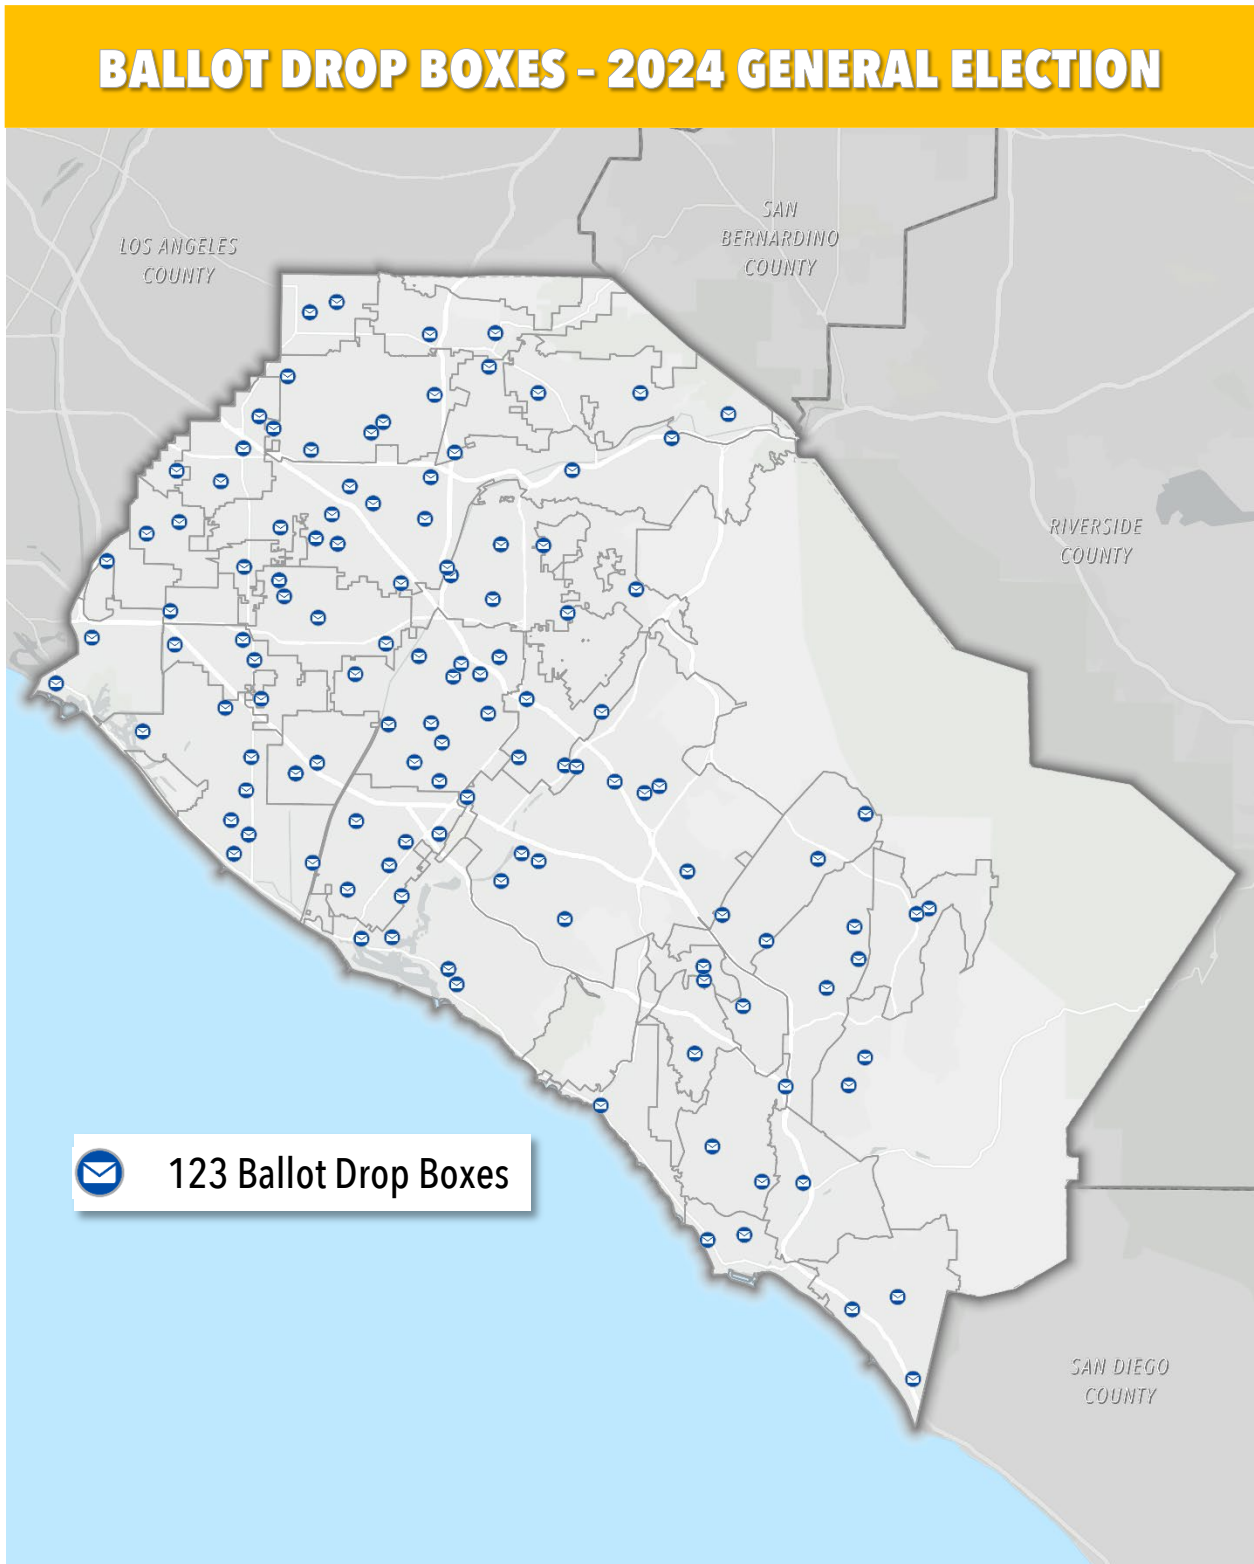 BALLOT DROP BOXES - 2024 GENERAL ELECTION
LOS ANGELES
COUNTY
SAN
BERNARDINO
COUNTY
RIVERSIDE
COUNTY
123 Ballot Drop Boxes
SAN DIEGO
COUNTY